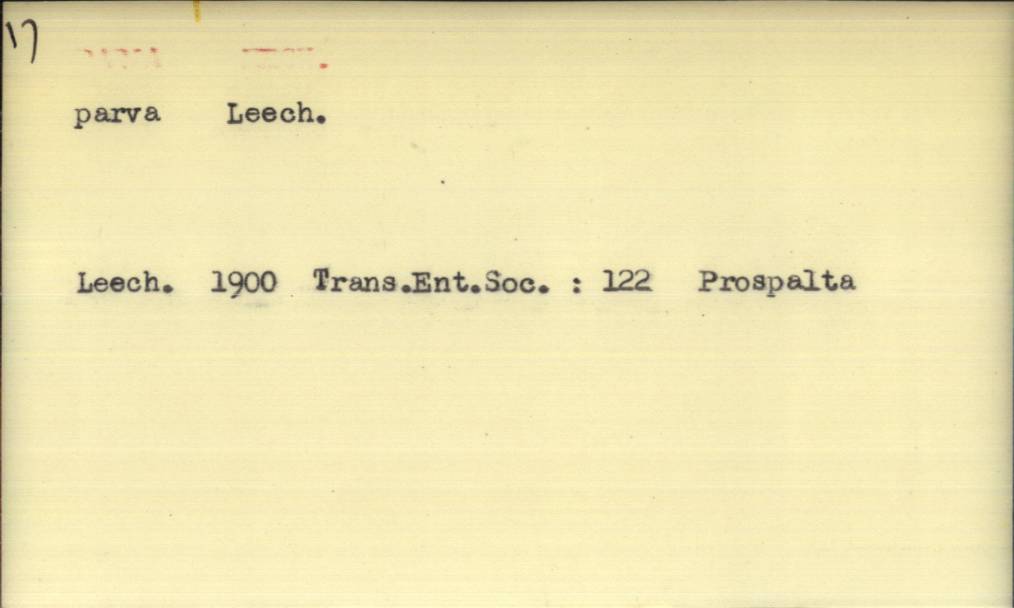 17
parva Leech.
Leech. 1900 Trans.Ent.Soc. : 122 Prospalta